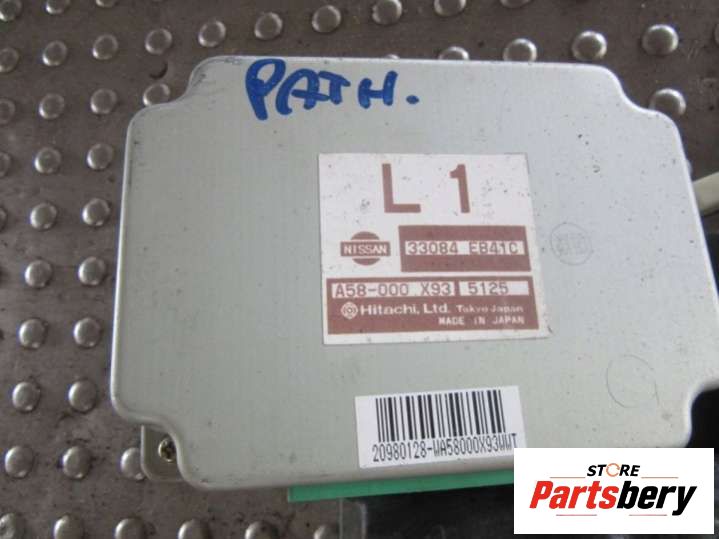 PATH.
L 1
NISSAN 33084 EB41C
A58-000 X93 5125
Hitachi, Ltd. Tokyo Japan
MADE IN JAPAN
20980128-WA58000X93WWT
STORE
Partsbery